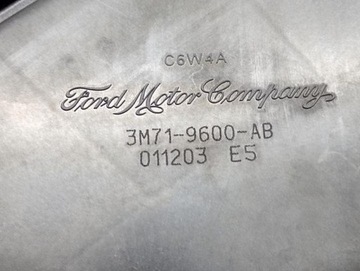 C6W4A
Ford Motor Company
3M71-9600-AB
011203 E5